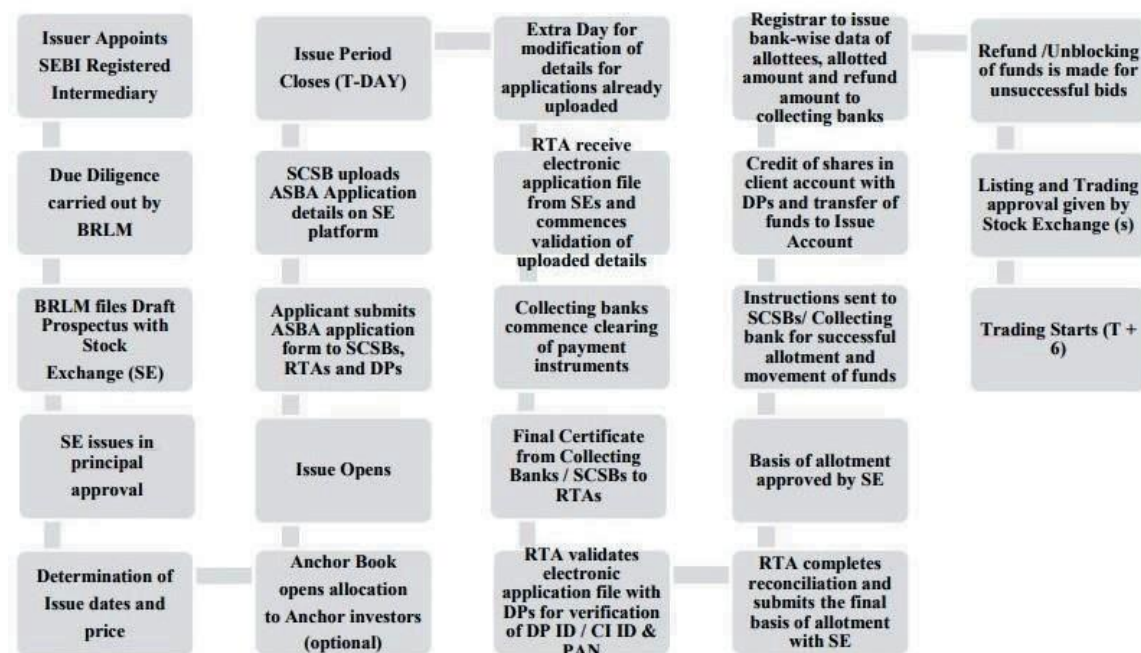 Issuer Appoints
SEBI Registered
Intermediary
Due Diligence
carried out by
BRLM
BRLM files Draft
Prospectus with
Stock
Exchange (SE)
SE issues in
principal
approval
Determination of
Issue dates and
price
Anchor Book
opens allocation
to Anchor investors
(optional)
Issue Opens
Applicant submits
ASBA application
form to SCSBs,
RTAs and DPs
SCSB uploads
ASBA Application
details on SE
platform
Issue Period
Closes (T-DAY)
Extra Day for
modification of
details for
applications already
uploaded
RTA receive
electronic
application file
from SEs and
commences
validation of
uploaded details
Collecting banks
commence clearing
of payment
instruments
Final Certificate
from Collecting
Banks / SCSBs to
RTAs
RTA validates
electronic
application file with
DPs for verification
of DP ID / CI ID &
PAN
RTA completes
reconciliation and
submits the final
basis of allotment
with SE
Basis of allotment
approved by SE
Instructions sent to
SCSBs/ Collecting
bank for successful
allotment and
movement of funds
Credit of shares in
client account with
DPs and transfer of
funds to Issue
Account
Registrar to issue
bank-wise data of
allottees, allotted
amount and refund
amount to
collecting banks
Refund /Unblocking
of funds is made for
unsuccessful bids
Listing and Trading
approval given by
Stock Exchange (s)
Trading Starts (T +
6)